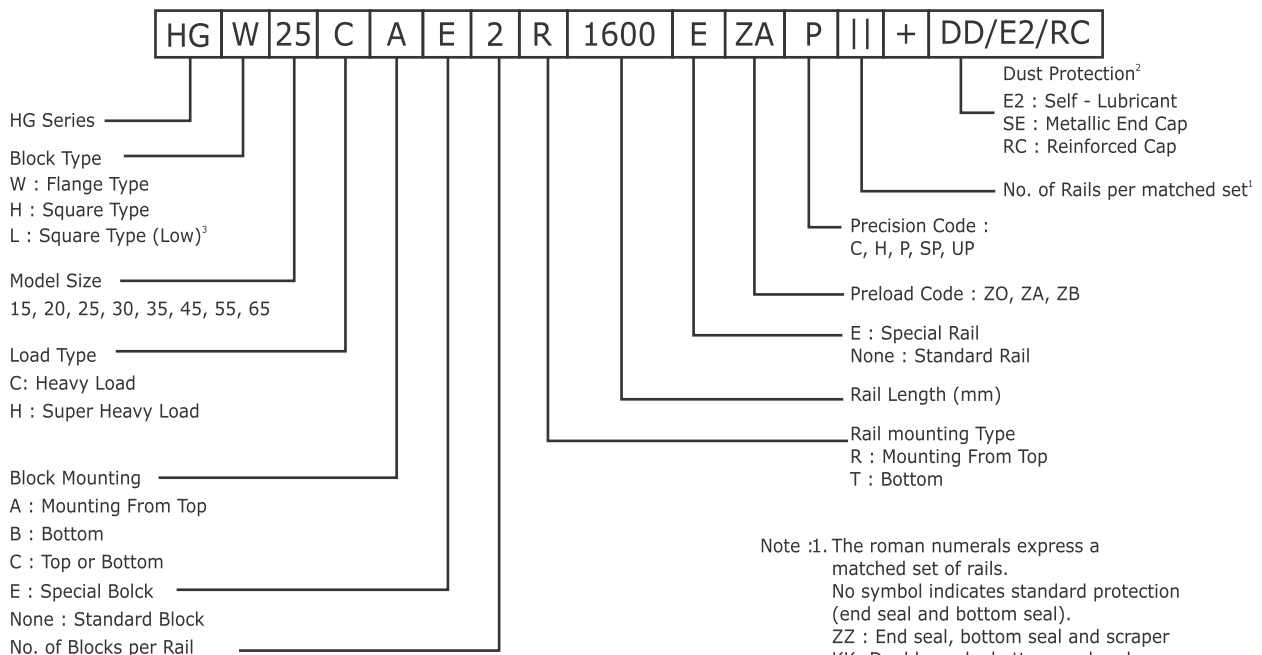 HG W 25 C A E 2 R 1600 E ZA P || + DD/E2/RC
HG Series
Block Type
W : Flange Type
H : Square Type
L : Square Type (Low)3
Model Size
15, 20, 25, 30, 35, 45, 55, 65
Load Type
C: Heavy Load
H : Super Heavy Load
Block Mounting
A : Mounting From Top
B : Bottom
C : Top or Bottom
E : Special Bolck
None : Standard Block
No. of Blocks per Rail
Dust Protection2
E2 : Self - Lubricant
SE : Metallic End Cap
RC : Reinforced Cap
No. of Rails per matched set1
Precision Code :
C, H, P, SP, UP
Preload Code : ZO, ZA, ZB
E : Special Rail
None : Standard Rail
Rail Length (mm)
Rail mounting Type
R : Mounting From Top
T : Bottom
Note :1. The roman numerals express a
matched set of rails.
No symbol indicates standard protection
(end seal and bottom seal).
ZZ : End seal, bottom seal and scraper